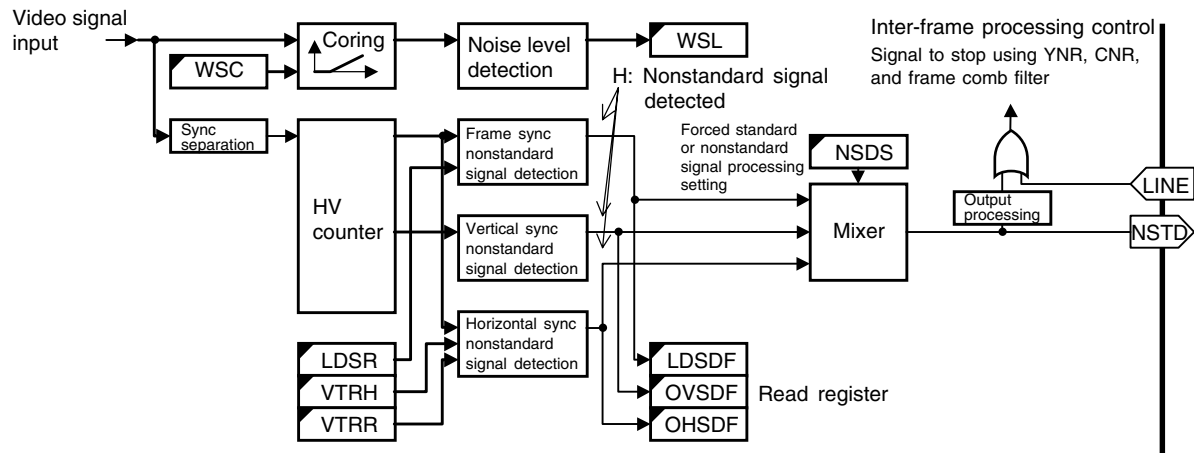 Video signal
input
WSC
Coring
Noise level
detection
WSL
H: Nonstandard signal
detected
Inter-frame processing control
Signal to stop using YNR, CNR,
and frame comb filter
Sync
separation
HV
counter
Frame sync
nonstandard
signal detection
Forced standard
or nonstandard
signal processing
setting
NSDS
LINE
Output
processing
Vertical sync
nonstandard
signal detection
Mixer
NSTD
Horizontal sync
nonstandard
signal detection
LDSR
VTRH
VTRR
LDSDF
OVSDF
OHSDF
Read register